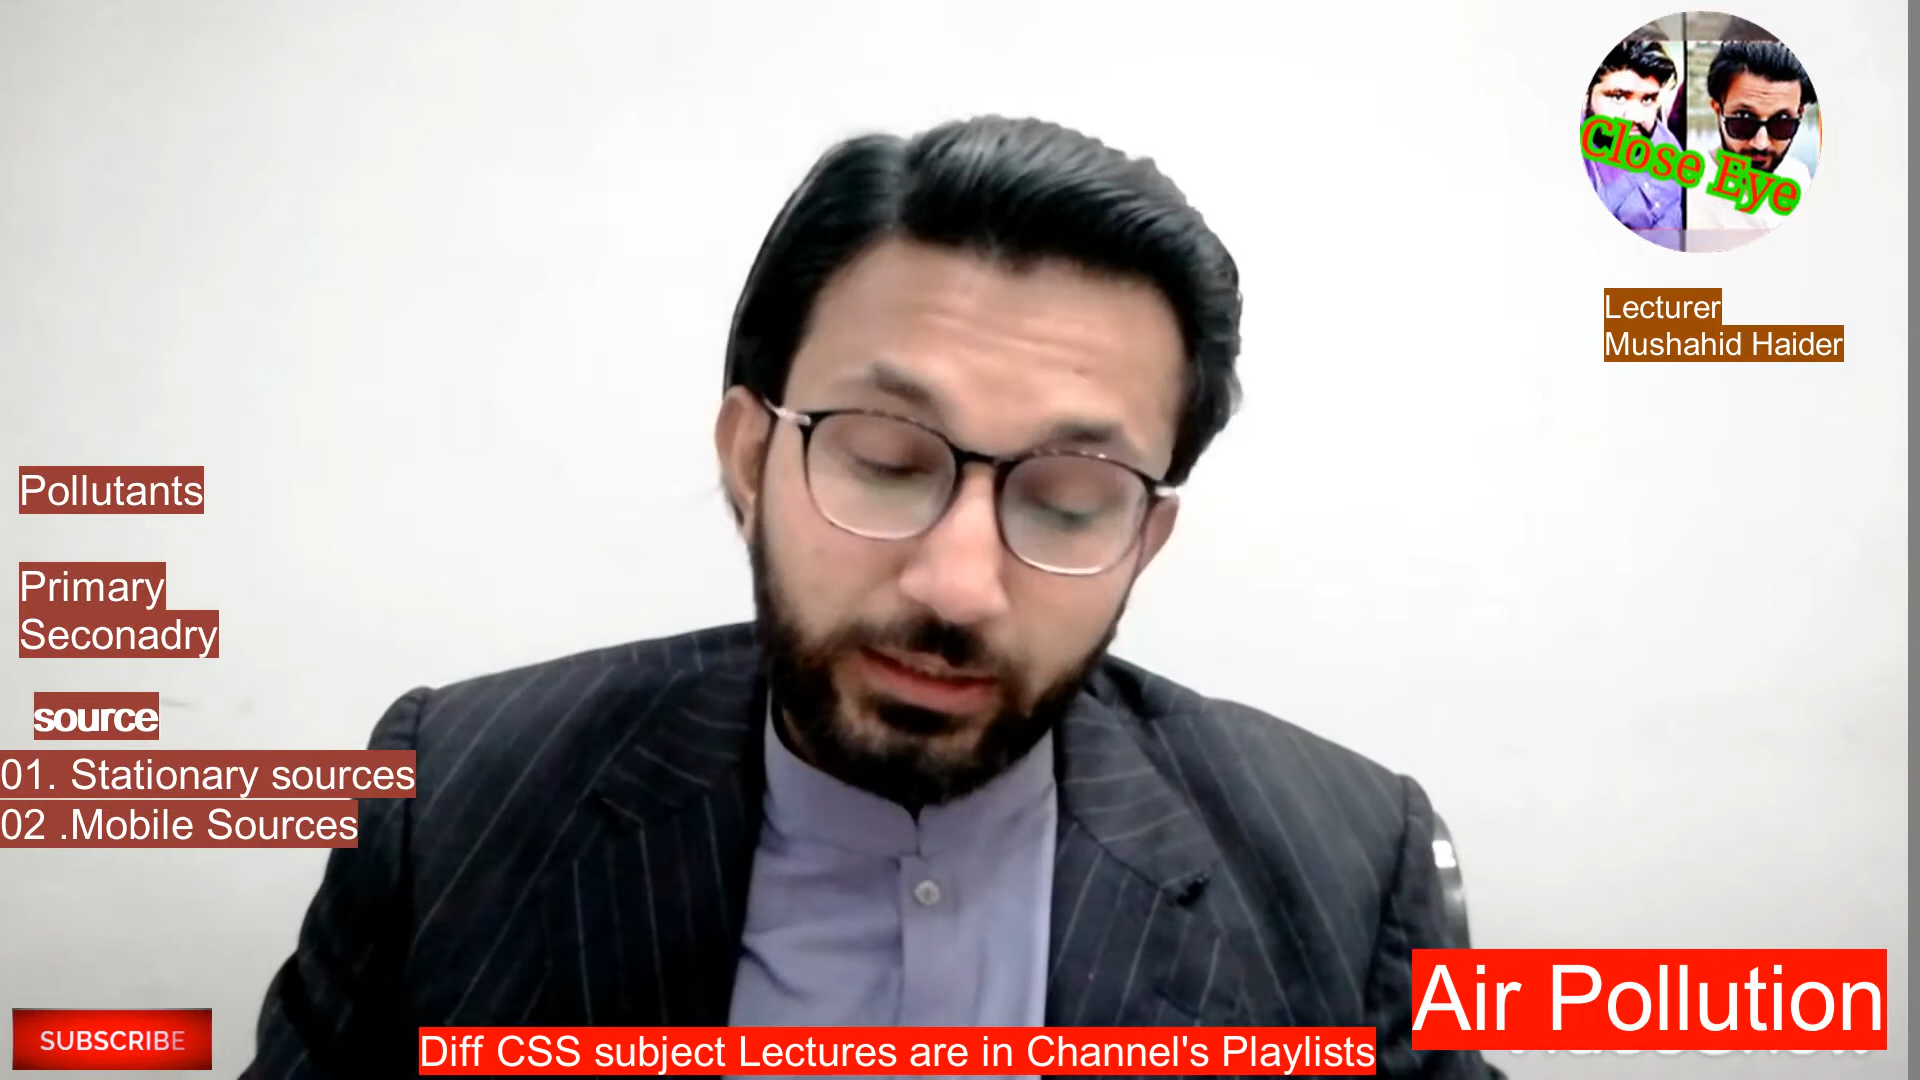 Close Eye
Lecturer
Mushahid Haider
Pollutants
Primary
Seconadry
source
01. Stationary sources
02 .Mobile Sources
Air Pollution
SUBSCRIBE
Diff CSS subject Lectures are in Channel's Playlists